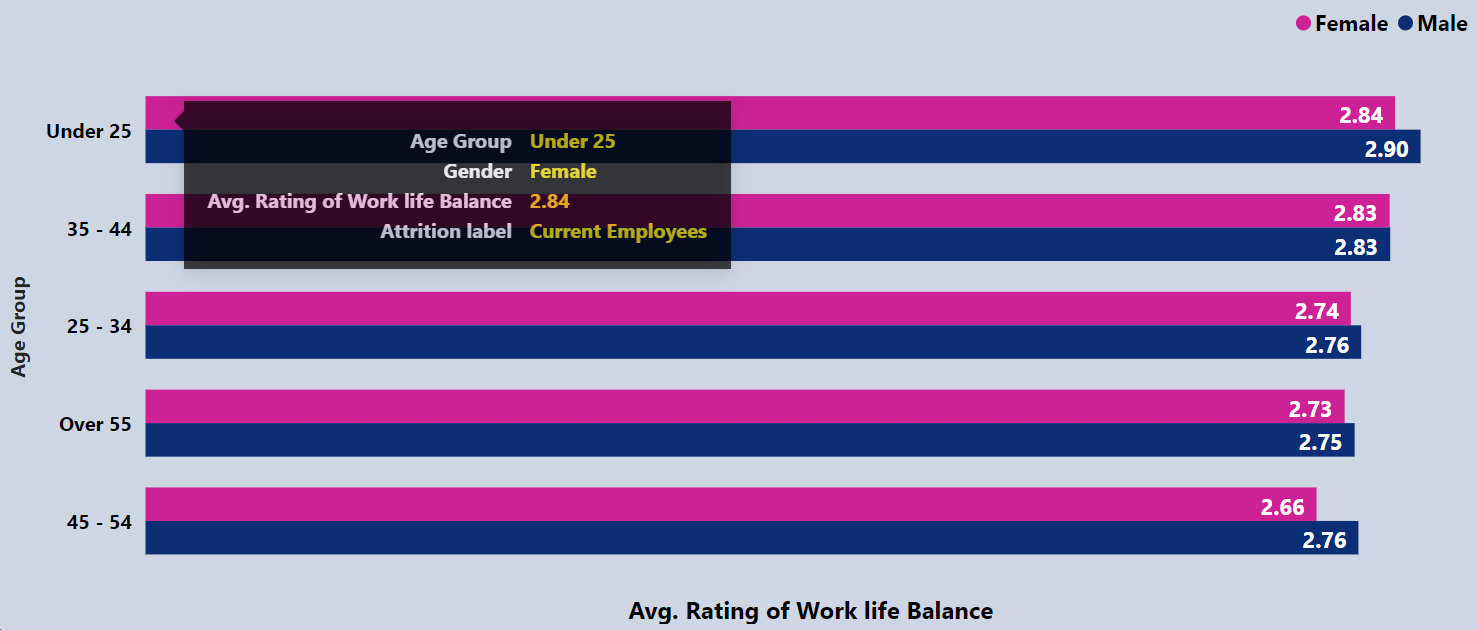 Female Male
Under 25
2.84
2.90
Age Group Under 25
Gender Female
Avg. Rating of Work life Balance 2.84
Attrition label Current Employees
35 - 44
2.83
2.83
25 - 34
2.74
2.76
Over 55
2.73
2.75
45 - 54
2.66
2.76
Age Group
Avg. Rating of Work life Balance